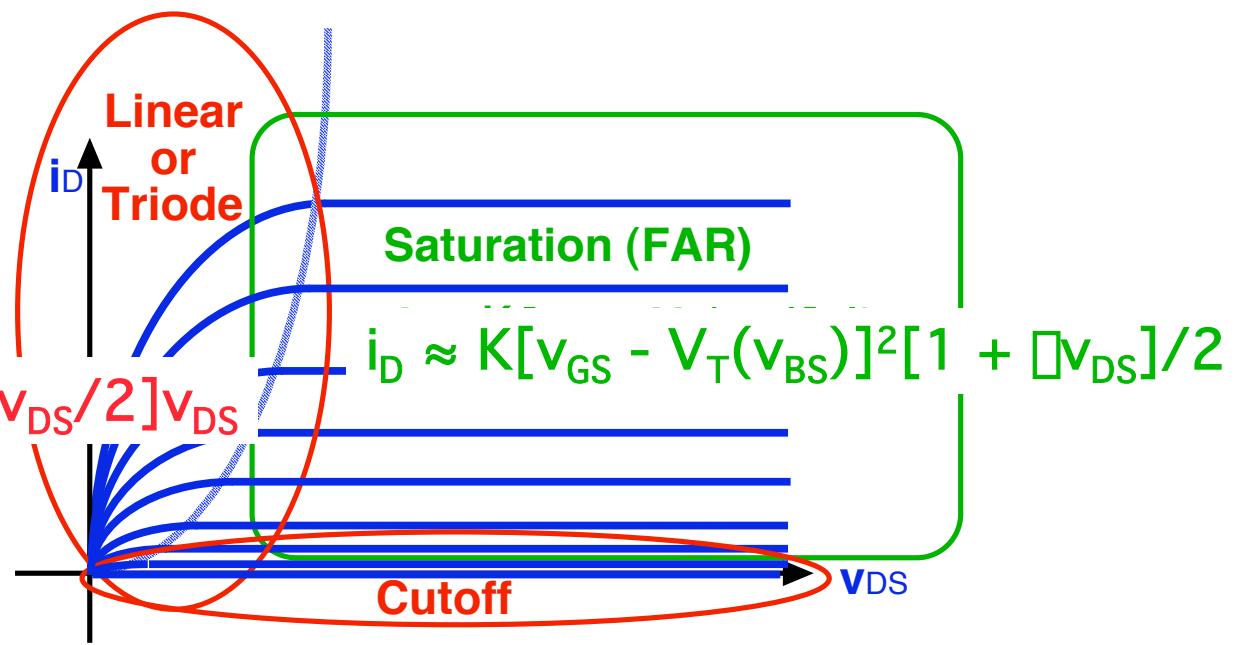 Linear
or
Triode
iD
Saturation (FAR)
iD ≈ K[vGS - VT(vBS)]²[1 + □vDS]/2
vDS/2]vDS
vDS
Cutoff